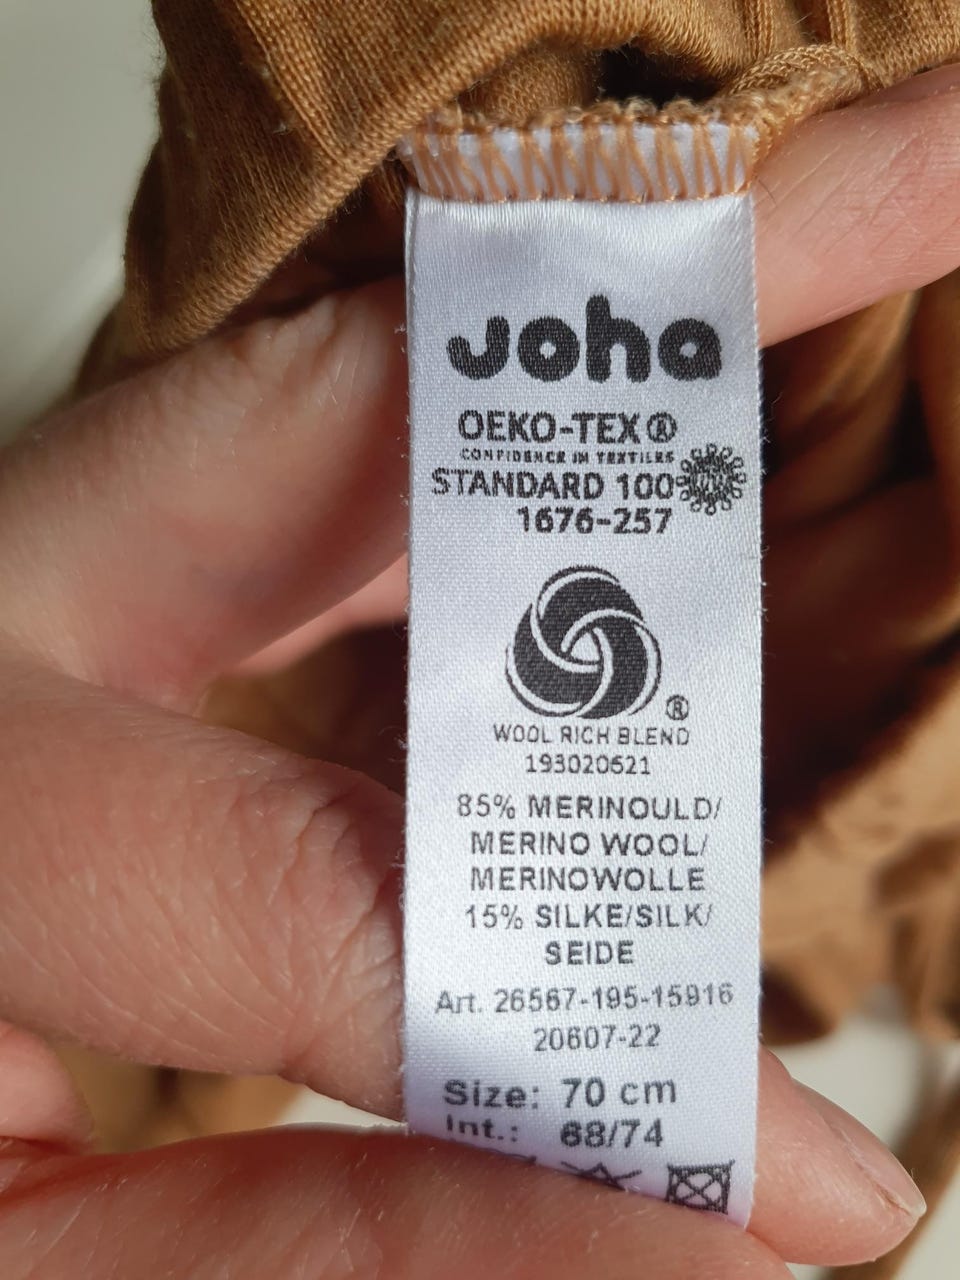 Joha
OEKO-TEX®
CONFIDENCE IN TEXTILES
STANDARD 100
1676-257
®
WOOL RICH BLEND
193020621
85% MERINOULD/
MERINO WOOL/
MERINOWOLLE
15% SILKE/SILK/
SEIDE
Art. 26567-195-15916
20607-22
Size: 70 cm
Int.: 68/74